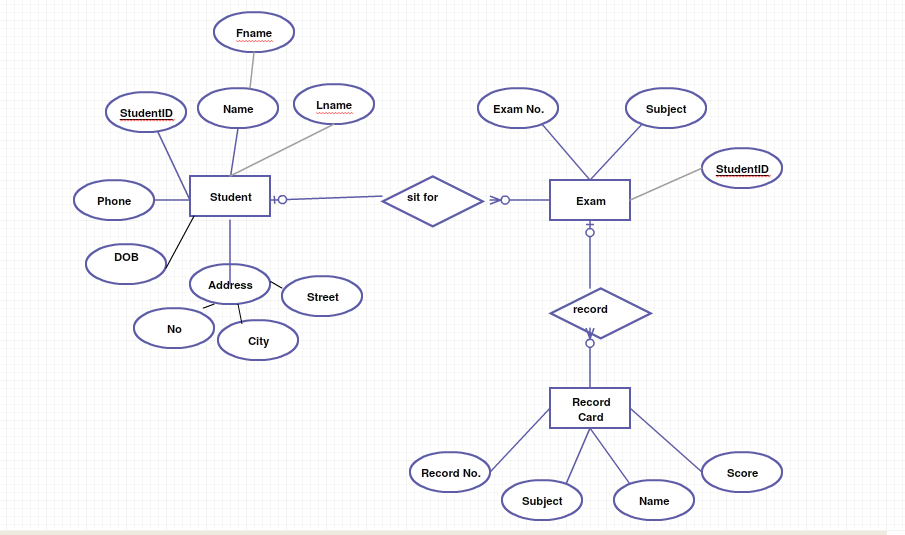 Fname
StudentID
Name
Lname
Exam No.
Subject
StudentID
Phone
Student
sit for
Exam
DOB
Address
Street
No
City
record
Record
Card
Record No.
Subject
Name
Score